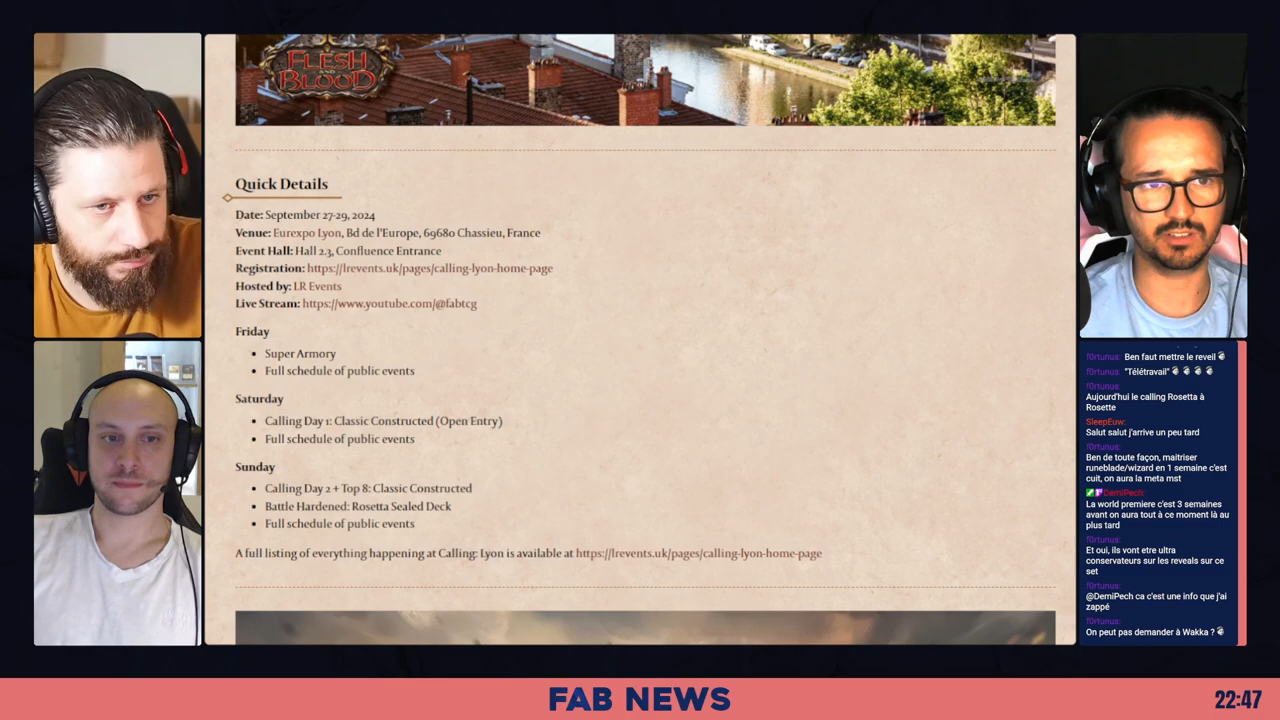 FLESH
AND
BLOOD
Quick Details
Date: September 27-29, 2024
Venue: Eurexpo Lyon, Bd de l'Europe, 69680 Chassieu, France
Event Hall: Hall 2.3, Confluence Entrance
Registration: https://lrevents.uk/pages/calling-lyon-home-page
Hosted by: LR Events
Live Stream: https://www.youtube.com/@fabtcg
Friday
• Super Armory
• Full schedule of public events
Saturday
• Calling Day 1: Classic Constructed (Open Entry)
• Full schedule of public events
Sunday
• Calling Day 2 + Top 8: Classic Constructed
• Battle Hardened: Rosetta Sealed Deck
• Full schedule of public events
A full listing of everything happening at Calling: Lyon is available at https://lrevents.uk/pages/calling-lyon-home-page
f0rtunus: Ben faut mettre le reveil
f0rtunus: "Télétravail"
f0rtunus:
Aujourd'hui le calling Rosetta à
Rosette
SleepEuw:
Salut salut j'arrive un peu tard
f0rtunus:
Ben de toute façon, maitriser
runeblade/wizard en 1 semaine c'est
cuit, on aura la meta mst
DemiPech:
La world premiere c'est 3 semaines
avant on aura tout à ce moment là au
plus tard
f0rtunus:
Et oui, ils vont etre ultra
conservateurs sur les reveals sur ce
set
f0rtunus:
@DemiPech ca c'est une info que j'ai
zappé
f0rtunus:
On peut pas demander à Wakka ?
FAB NEWS
22:47